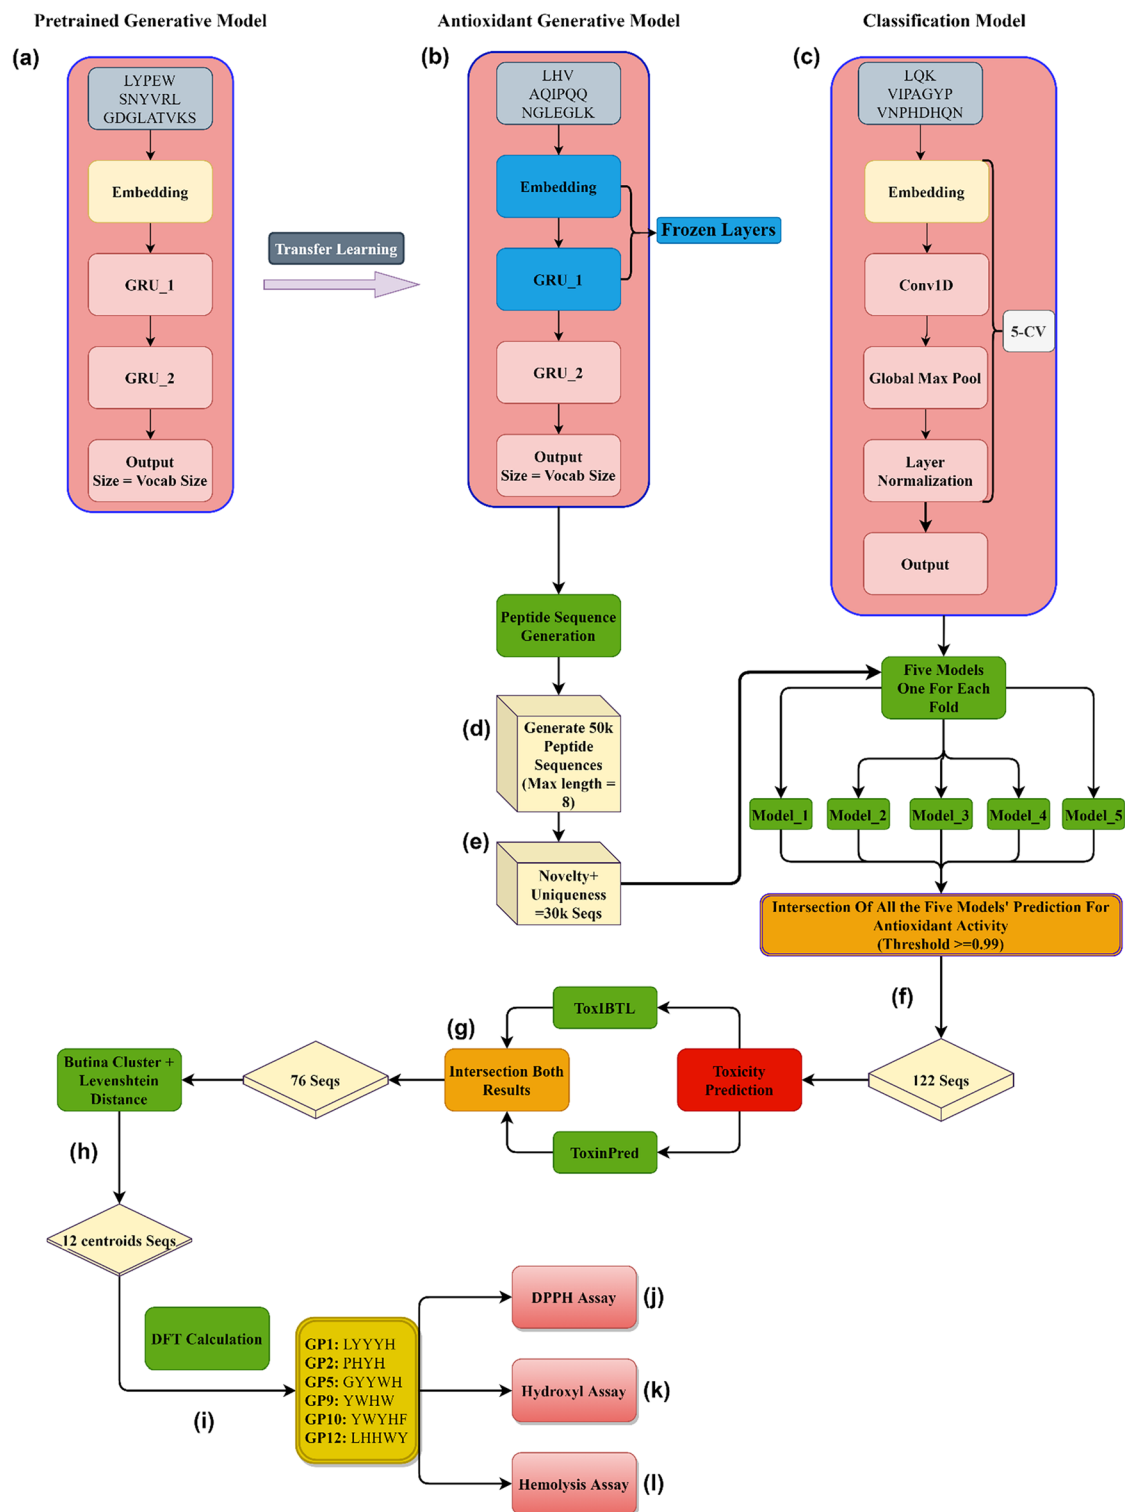 Pretrained Generative Model
Antioxidant Generative Model
Classification Model
(a)
LYPEW
SNYVRL
GDGLATVKS
Embedding
GRU_1
GRU_2
Output
Size = Vocab Size
Transfer Learning
(b)
LHV
AQIPQQ
NGLEGLK
Embedding
GRU_1
Frozen Layers
GRU_2
Output
Size = Vocab Size
(c)
LQK
VIPAGYP
VNPHDHQN
Embedding
Conv1D
5-CV
Global Max Pool
Layer
Normalization
Output
Peptide Sequence
Generation
(d)
Generate 50k
Peptide
Sequences
(Max length =
8)
(e)
Novelty+
Uniqueness
=30k Seqs
Five Models
One For Each
Fold
Model_1
Model_2
Model_3
Model_4
Model_5
Intersection Of All the Five Models' Prediction For
Antioxidant Activity
(Threshold >=0.99)
(f)
122 Seqs
Toxicity
Prediction
ToxIBTL
ToxinPred
(g)
Intersection Both
Results
76 Seqs
Butina Cluster +
Levenshtein
Distance
(h)
12 centroids Seqs
DFT Calculation
(i)
GP1: LYYYH
GP2: PHYH
GP5: GYYWH
GP9: YWHW
GP10: YWYHF
GP12: LHHWY
DPPH Assay
(j)
Hydroxyl Assay
(k)
Hemolysis Assay
(l)